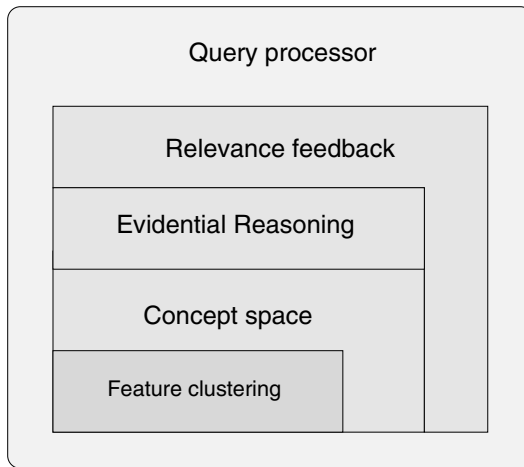 Query processor
Relevance feedback
Evidential Reasoning
Concept space
Feature clustering